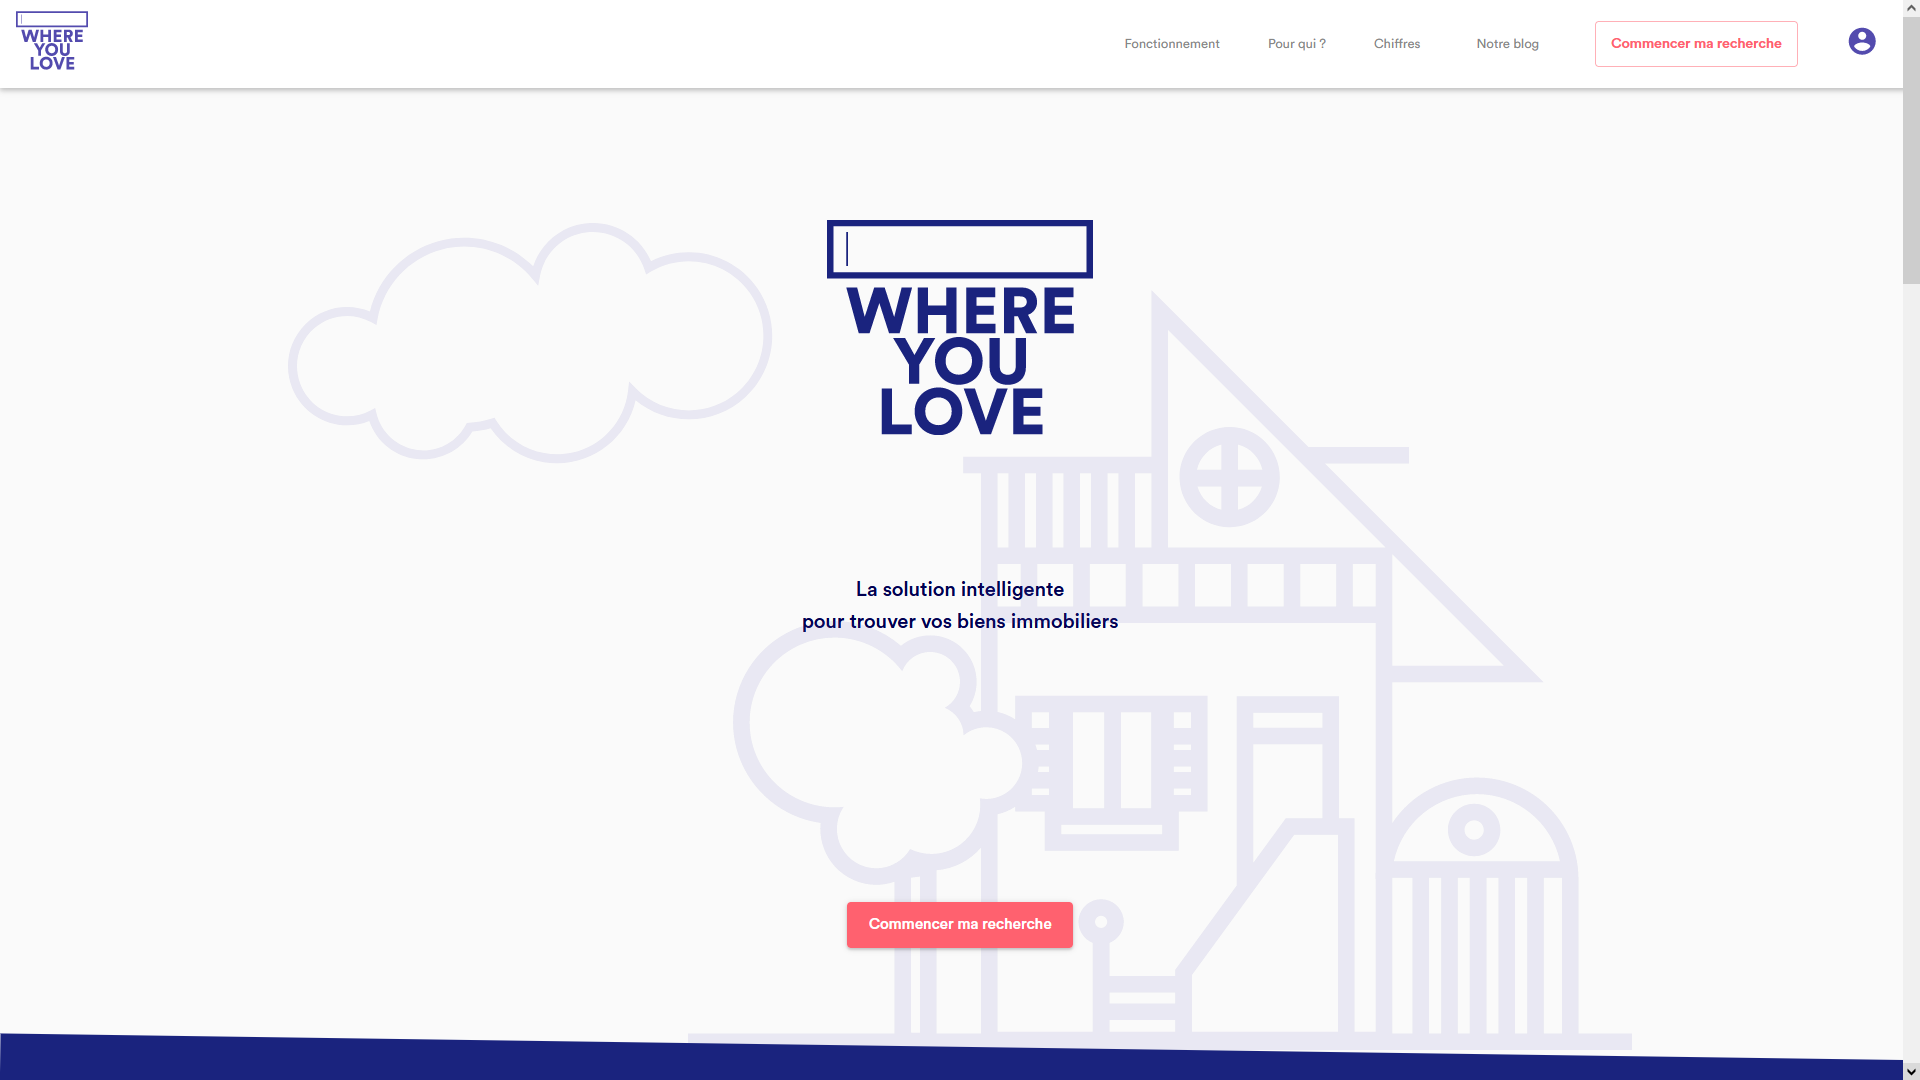 WHERE
YOU
LOVE
Fonctionnement
Pour qui ?
Chiffres
Notre blog
Commencer ma recherche
WHERE
YOU
LOVE
La solution intelligente
pour trouver vos biens immobiliers
Commencer ma recherche